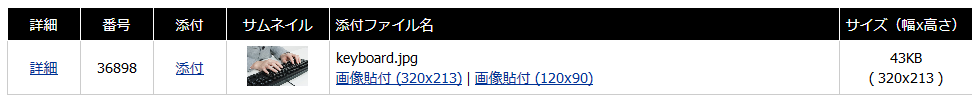 詳細 番号 添付 サムネイル 添付ファイル名 サイズ（幅x高さ）
詳細 36898 添付 keyboard.jpg 43KB
画像貼付 (320x213) | 画像貼付 (120x90) ( 320x213 )